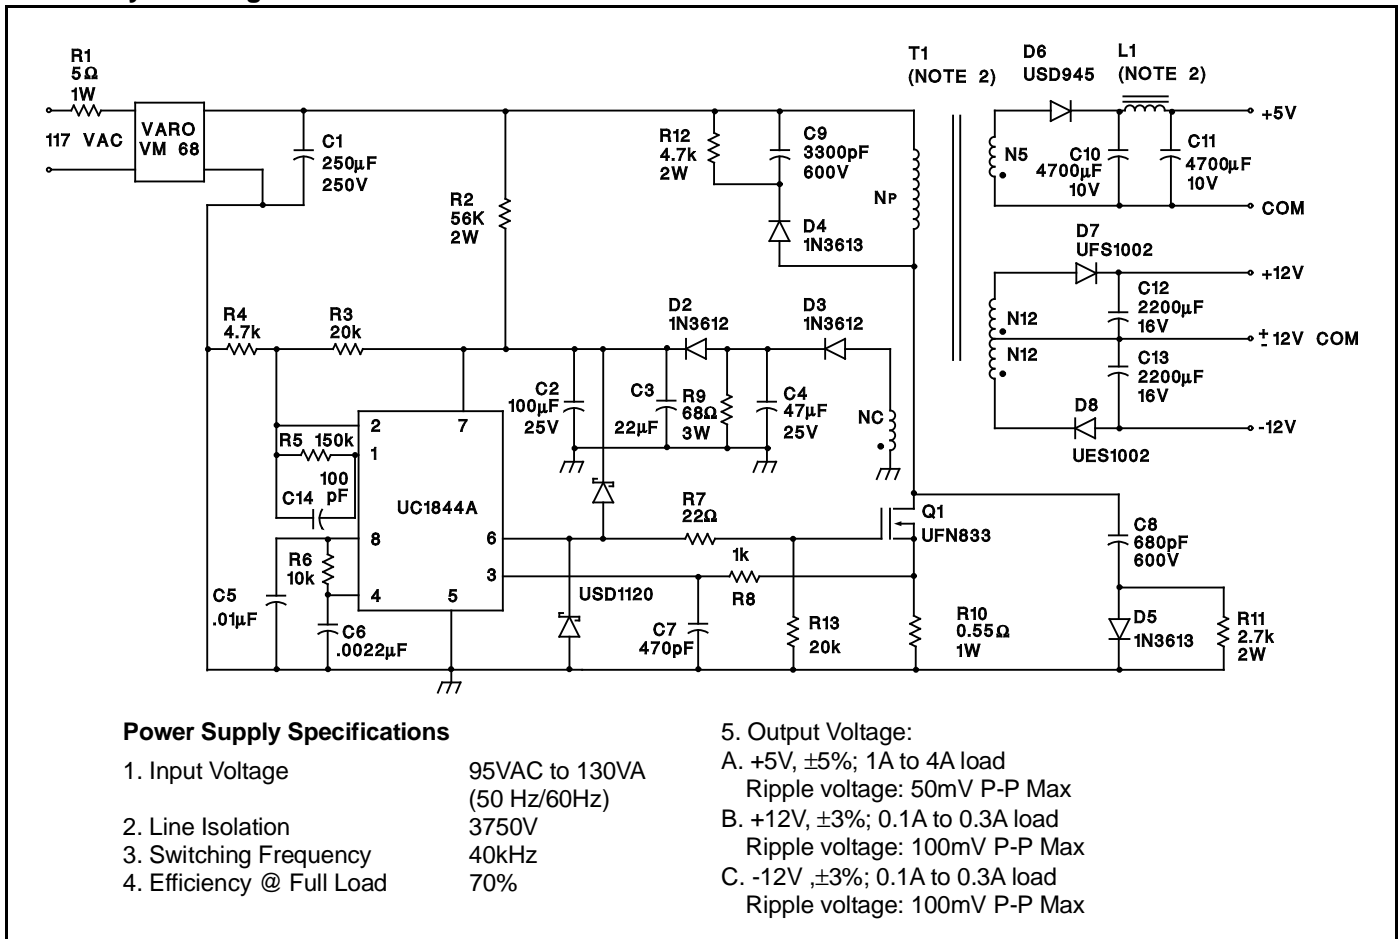 R1
5Ω
1W
117 VAC
VARO
VM 68
C1
250µF
250V
R2
56K
2W
R12
4.7k
2W
C9
3300pF
600V
D4
1N3613
NP
T1
(NOTE 2)
D6
USD945
L1
(NOTE 2)
+5V
N5
C10
4700µF
10V
C11
4700µF
10V
COM
D7
UFS1002
+12V
C12
2200µF
16V
N12
N12
±12V COM
C13
2200µF
16V
D8
UES1002
-12V
R4
4.7k
R3
20k
D2
1N3612
D3
1N3612
C2
100µF
25V
C3
22µF
R9
68Ω
3W
C4
47µF
25V
NC
2
7
R5 150k
1
100
pF
C14
UC1844A
8
6
R6
10k
3
4
5
C5
.01µF
C6
.0022µF
R7
22Ω
Q1
UFN833
1k
R8
USD1120
C7
470pF
R13
20k
R10
0.55Ω
1W
C8
680pF
600V
D5
1N3613
R11
2.7k
2W
Power Supply Specifications
1. Input Voltage 95VAC to 130VA
(50 Hz/60Hz)
2. Line Isolation 3750V
3. Switching Frequency 40kHz
4. Efficiency @ Full Load 70%
5. Output Voltage:
A. +5V, ±5%; 1A to 4A load
Ripple voltage: 50mV P-P Max
B. +12V, ±3%; 0.1A to 0.3A load
Ripple voltage: 100mV P-P Max
C. -12V ,±3%; 0.1A to 0.3A load
Ripple voltage: 100mV P-P Max